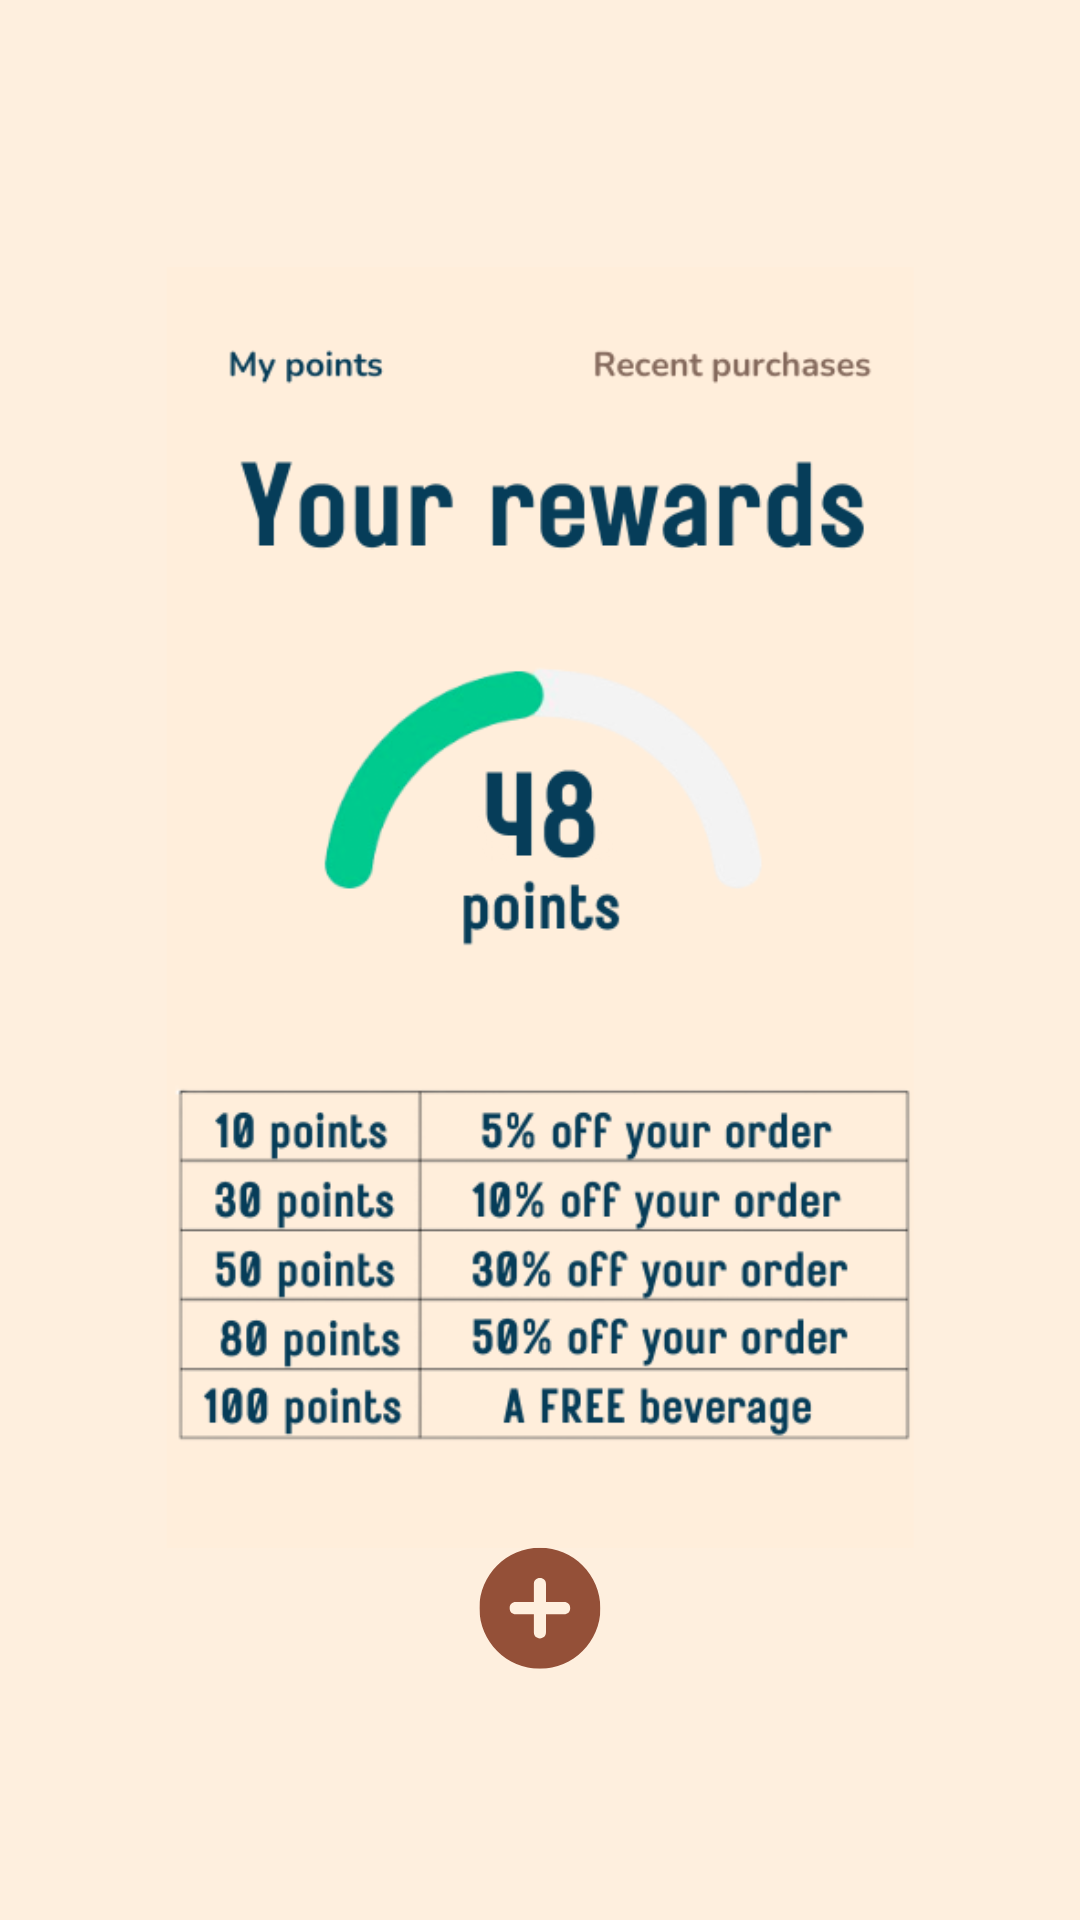 My points Recent purchases
Your rewards
48
points
10 points 5% off your order
30 points 10% off your order
50 points 30% off your order
80 points 50% off your order
100 points A FREE beverage